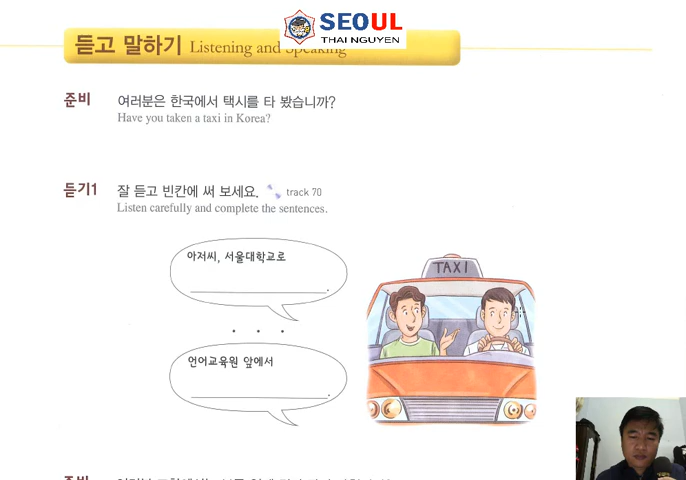 SEOUL
THAI NGUYEN
듣고 말하기 Listening and Speaking
준비 여러분은 한국에서 택시를 타 봤습니까?
Have you taken a taxi in Korea?
듣기1 잘 듣고 빈칸에 써 보세요. track 70
Listen carefully and complete the sentences.
아저씨, 서울대학교로
.
TAXI
언어교육원 앞에서
.